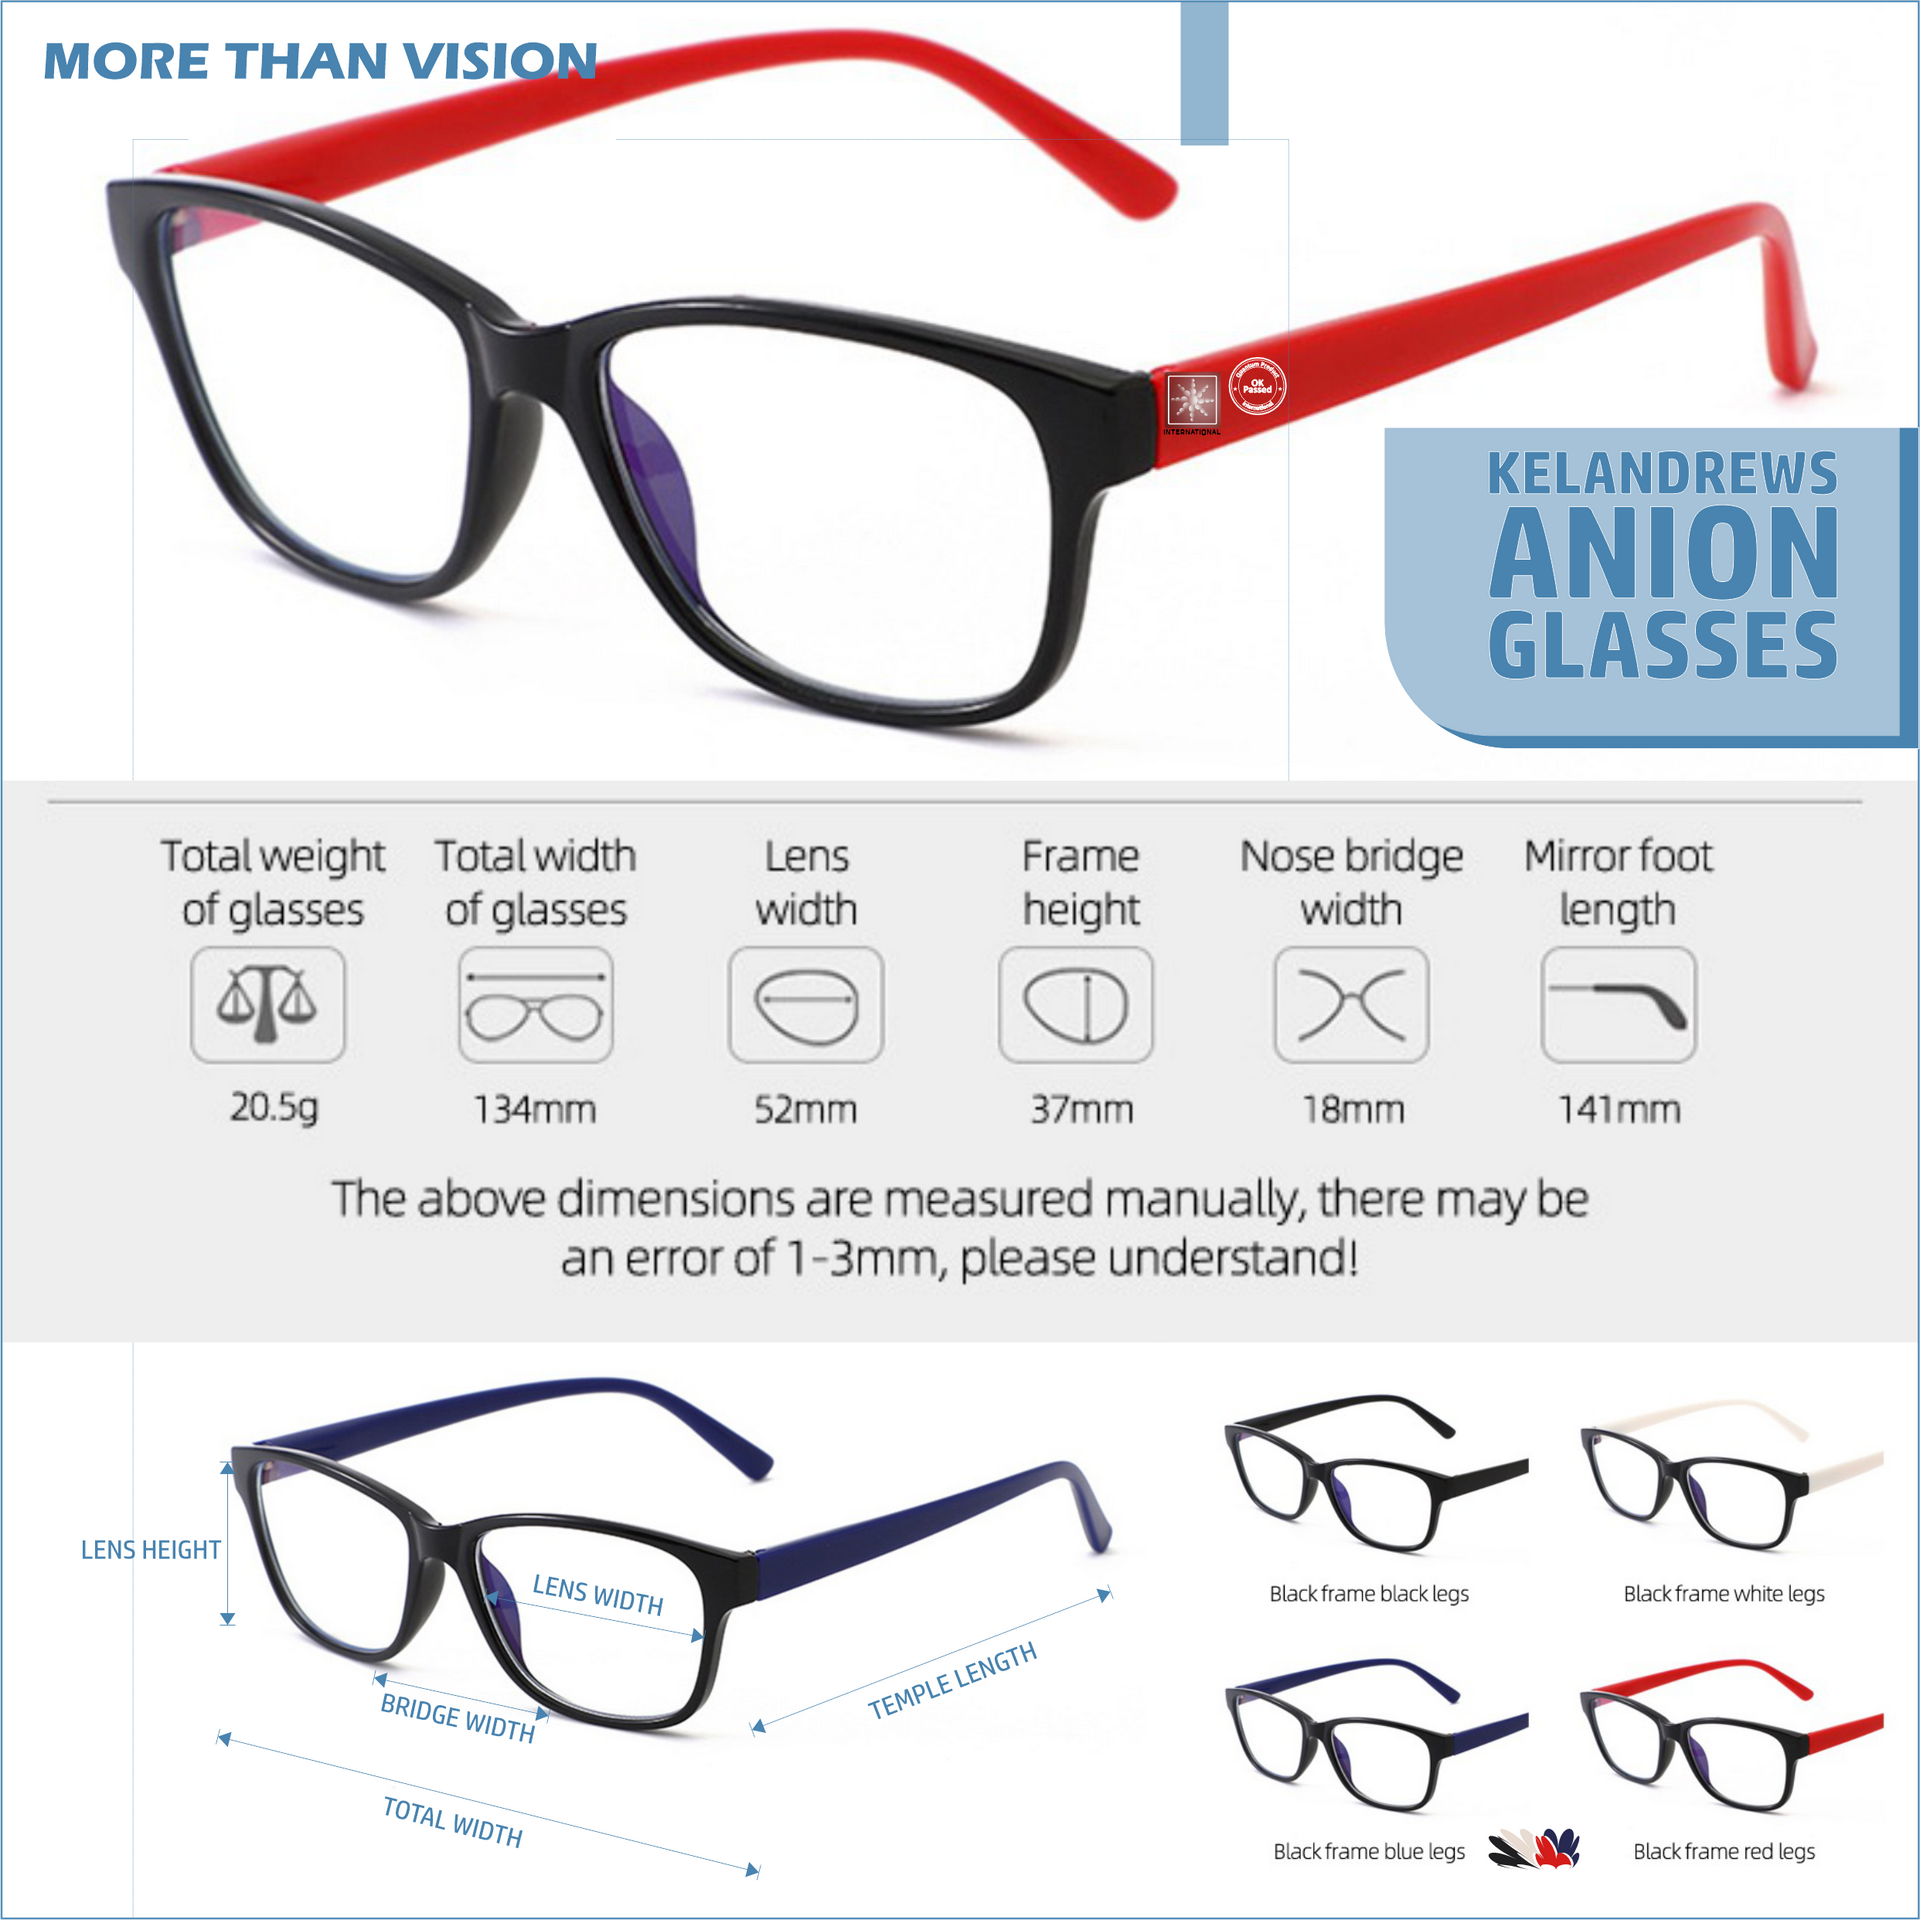 MORE THAN VISION
Quantum Product
OK
Passed
International
INTERNATIONAL
KELANDREWS
ANION
GLASSES
Total weight
of glasses
Total width
of glasses
Lens
width
Frame
height
Nose bridge
width
Mirror foot
length
20.5g
134mm
52mm
37mm
18mm
141mm
The above dimensions are measured manually, there may be
an error of 1-3mm, please understand!
LENS HEIGHT
LENS WIDTH
BRIDGE WIDTH
TEMPLE LENGTH
TOTAL WIDTH
Black frame black legs
Black frame white legs
Black frame blue legs
Black frame red legs